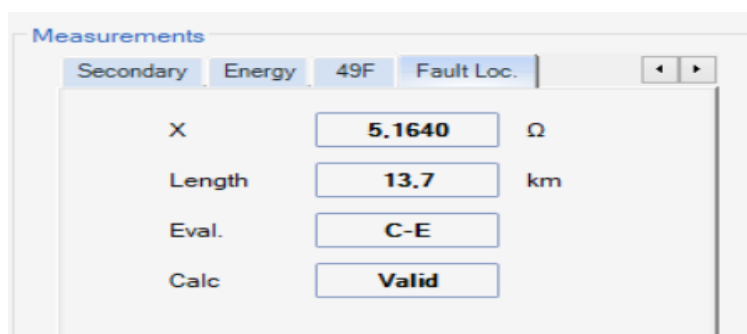 Measurements
Secondary Energy 49F Fault Loc.
X 5.1640 Ω
Length 13.7 km
Eval. C-E
Calc Valid